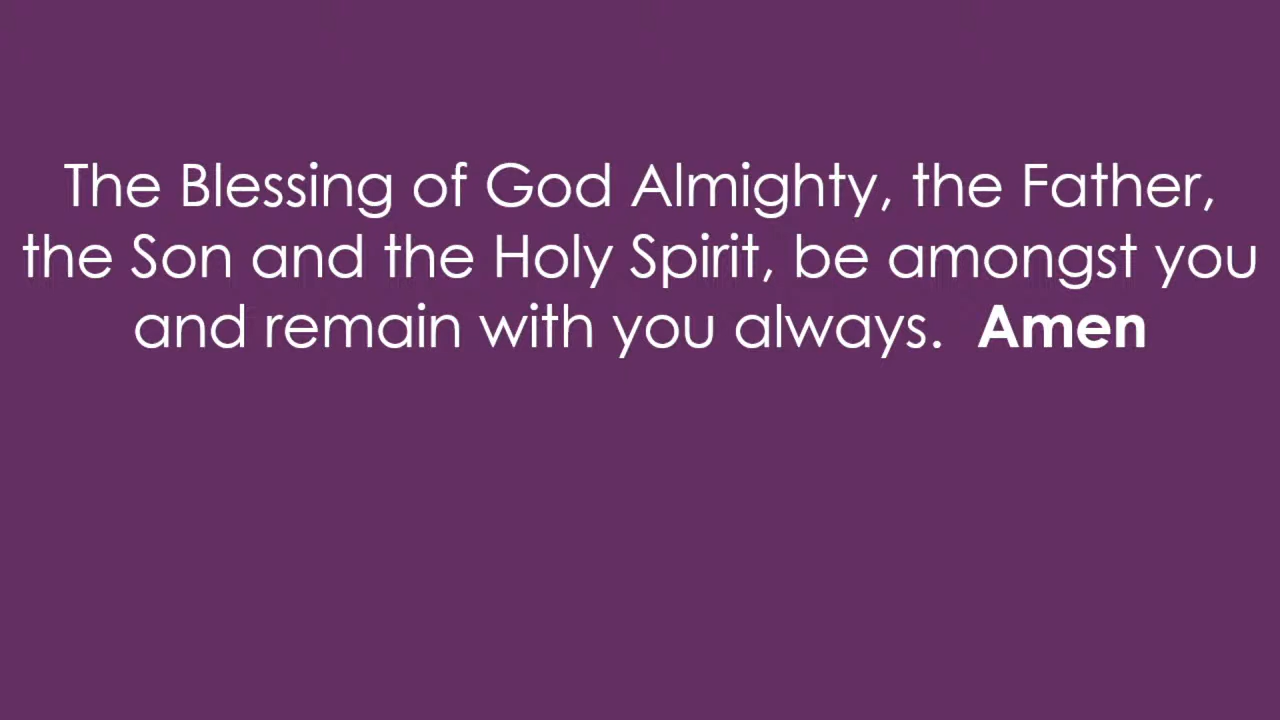 The Blessing of God Almighty, the Father,
the Son and the Holy Spirit, be amongst you
and remain with you always.  Amen